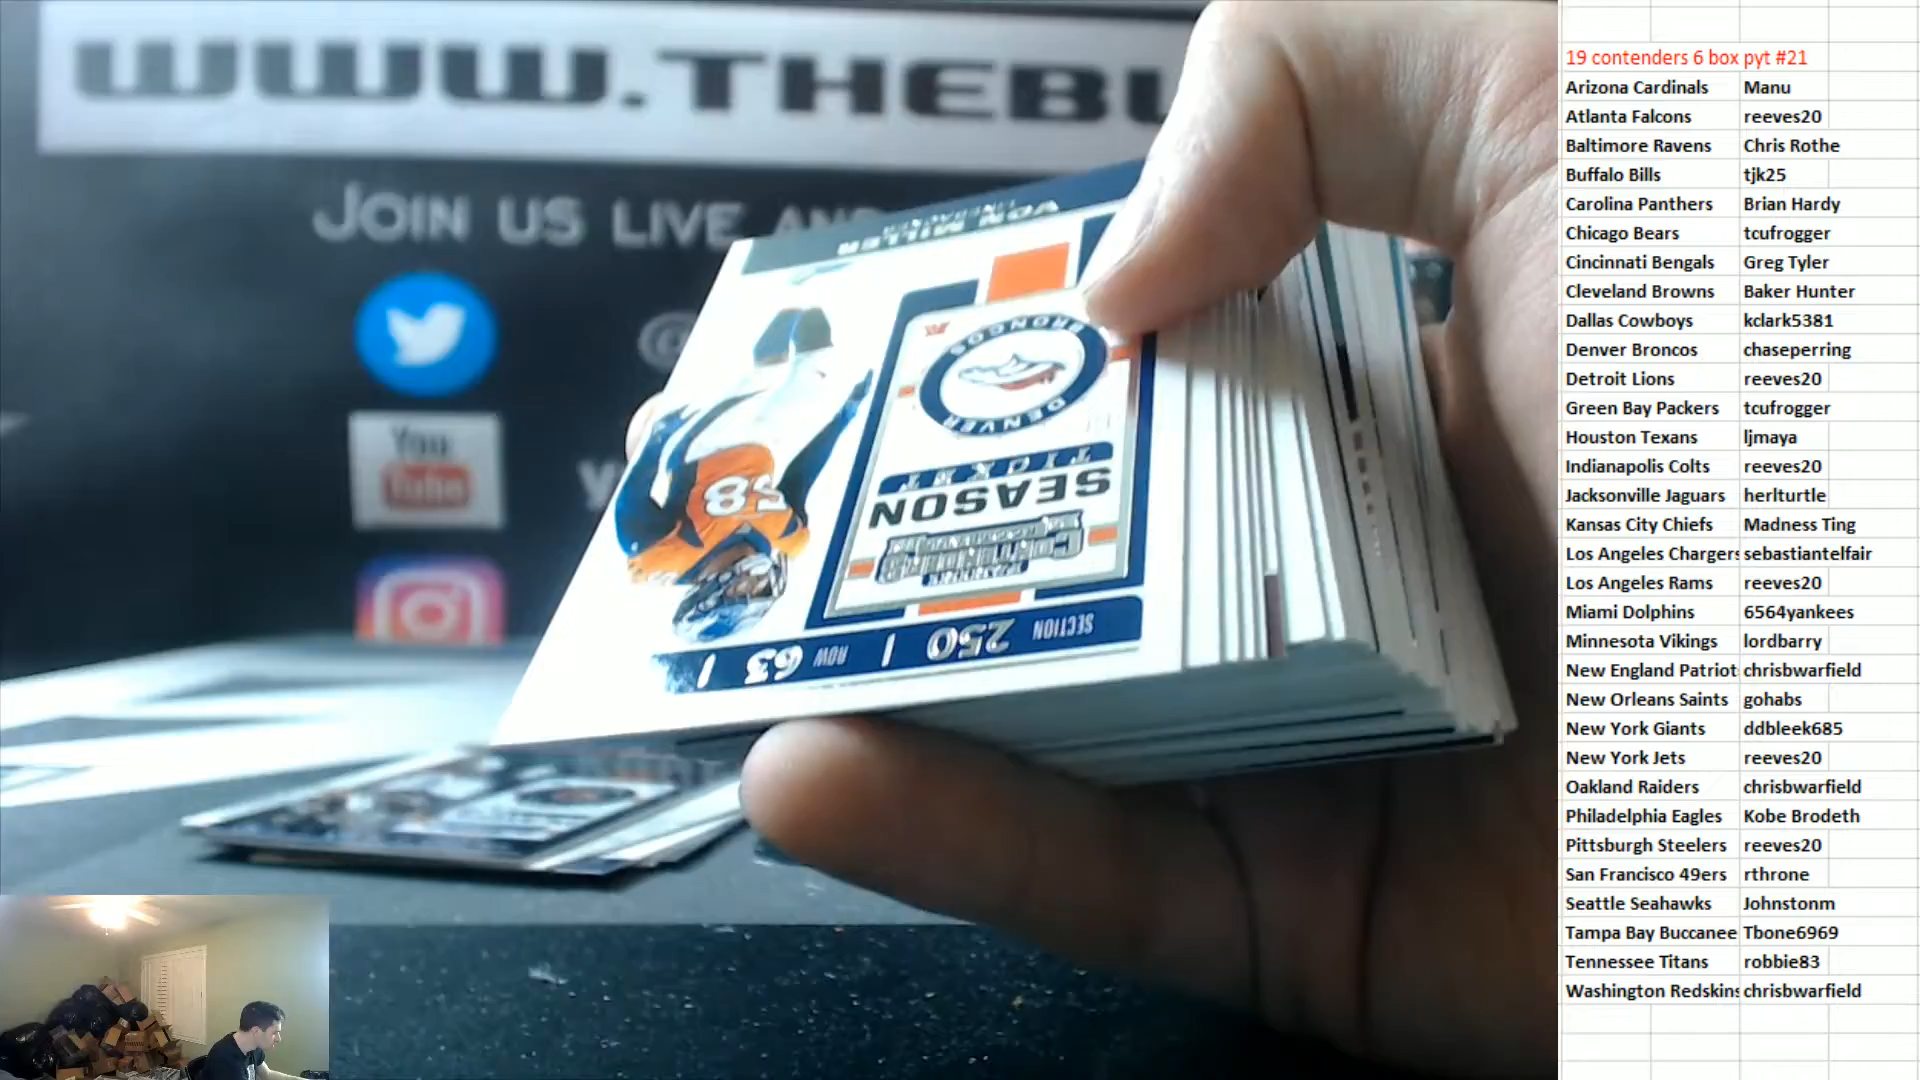 WWW.THEBU
JOIN US LIVE AND
@
You
Tube
y
VON MILLER
LINEBACKER
BRONCOS
DENVER
58
SEASON
TICKET
PANINI
CONTENDERS
SECTION 250 / ROW 63 /
19 contenders 6 box pyt #21
Arizona Cardinals Manu
Atlanta Falcons reeves20
Baltimore Ravens Chris Rothe
Buffalo Bills tjk25
Carolina Panthers Brian Hardy
Chicago Bears tcufrogger
Cincinnati Bengals Greg Tyler
Cleveland Browns Baker Hunter
Dallas Cowboys kclark5381
Denver Broncos chaseperring
Detroit Lions reeves20
Green Bay Packers tcufrogger
Houston Texans ljmaya
Indianapolis Colts reeves20
Jacksonville Jaguars herlturtle
Kansas City Chiefs Madness Ting
Los Angeles Chargers sebastiantelfair
Los Angeles Rams reeves20
Miami Dolphins 6564yankees
Minnesota Vikings lordbarry
New England Patriot chrisbwarfield
New Orleans Saints gohabs
New York Giants ddbleek685
New York Jets reeves20
Oakland Raiders chrisbwarfield
Philadelphia Eagles Kobe Brodeth
Pittsburgh Steelers reeves20
San Francisco 49ers rthrone
Seattle Seahawks Johnstonm
Tampa Bay Buccanee Tbone6969
Tennessee Titans robbie83
Washington Redskins chrisbwarfield